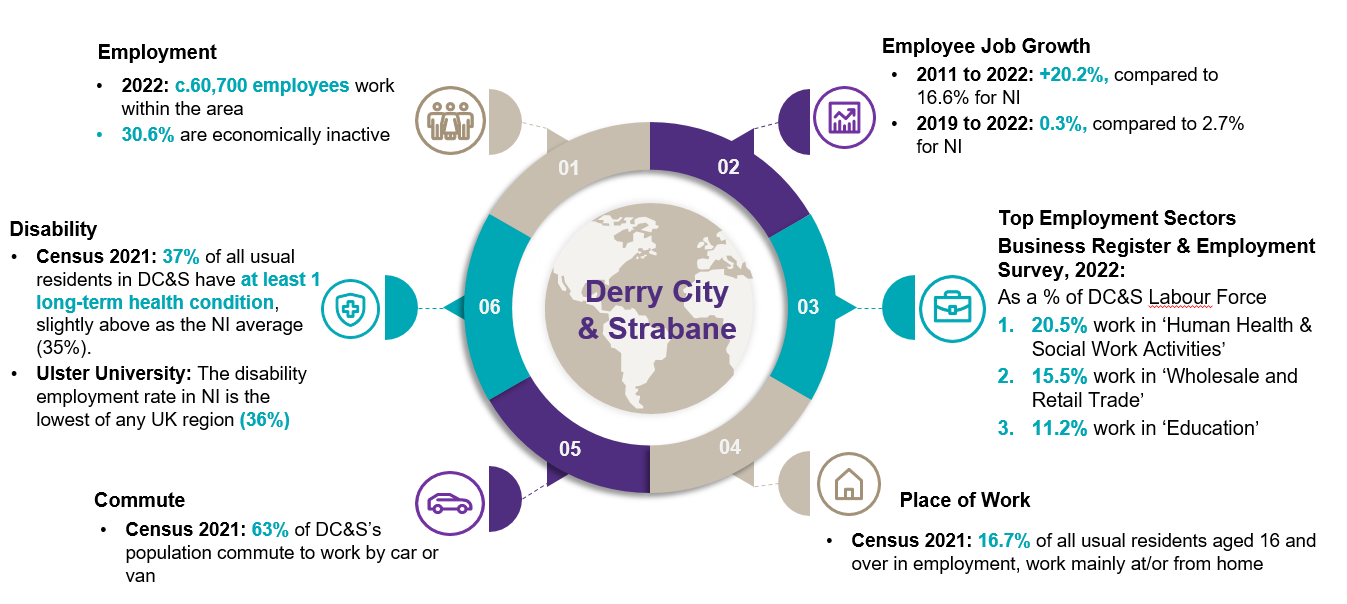 Employment
• 2022: c.60,700 employees work
within the area
• 30.6% are economically inactive
01
Employee Job Growth
• 2011 to 2022: +20.2%, compared to
16.6% for NI
• 2019 to 2022: 0.3%, compared to 2.7%
for NI
02
Top Employment Sectors
Business Register & Employment
Survey, 2022:
As a % of DC&S Labour Force
1. 20.5% work in ‘Human Health &
Social Work Activities’
2. 15.5% work in ‘Wholesale and
Retail Trade’
3. 11.2% work in ‘Education’
03
Place of Work
• Census 2021: 16.7% of all usual residents aged 16 and
over in employment, work mainly at/or from home
04
Commute
• Census 2021: 63% of DC&S’s
population commute to work by car or
van
05
Disability
• Census 2021: 37% of all usual
residents in DC&S have at least 1
long-term health condition,
slightly above as the NI average
(35%).
• Ulster University: The disability
employment rate in NI is the
lowest of any UK region (36%)
06
Derry City
& Strabane